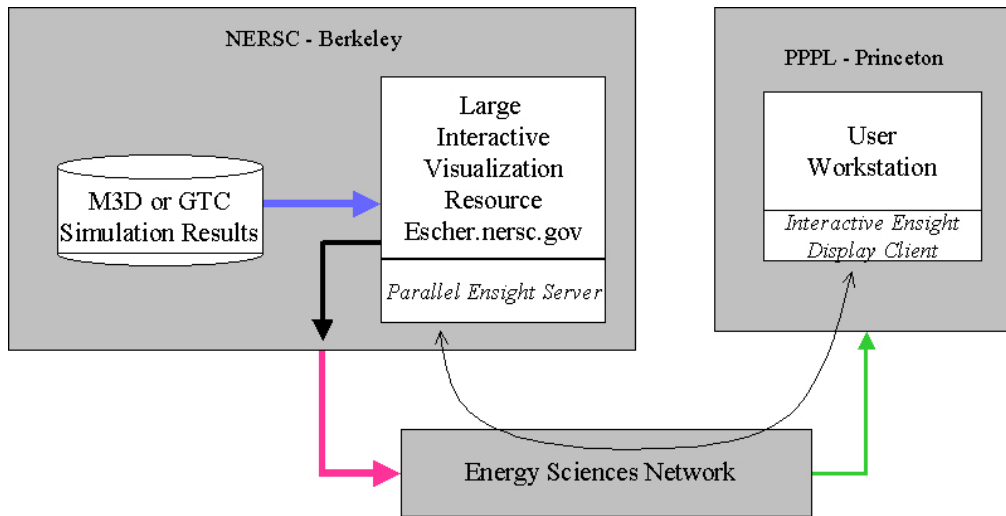 NERSC - Berkeley
M3D or GTC
Simulation Results
Large
Interactive
Visualization
Resource
Escher.nersc.gov
Parallel Ensight Server
PPPL - Princeton
User
Workstation
Interactive Ensight
Display Client
Energy Sciences Network